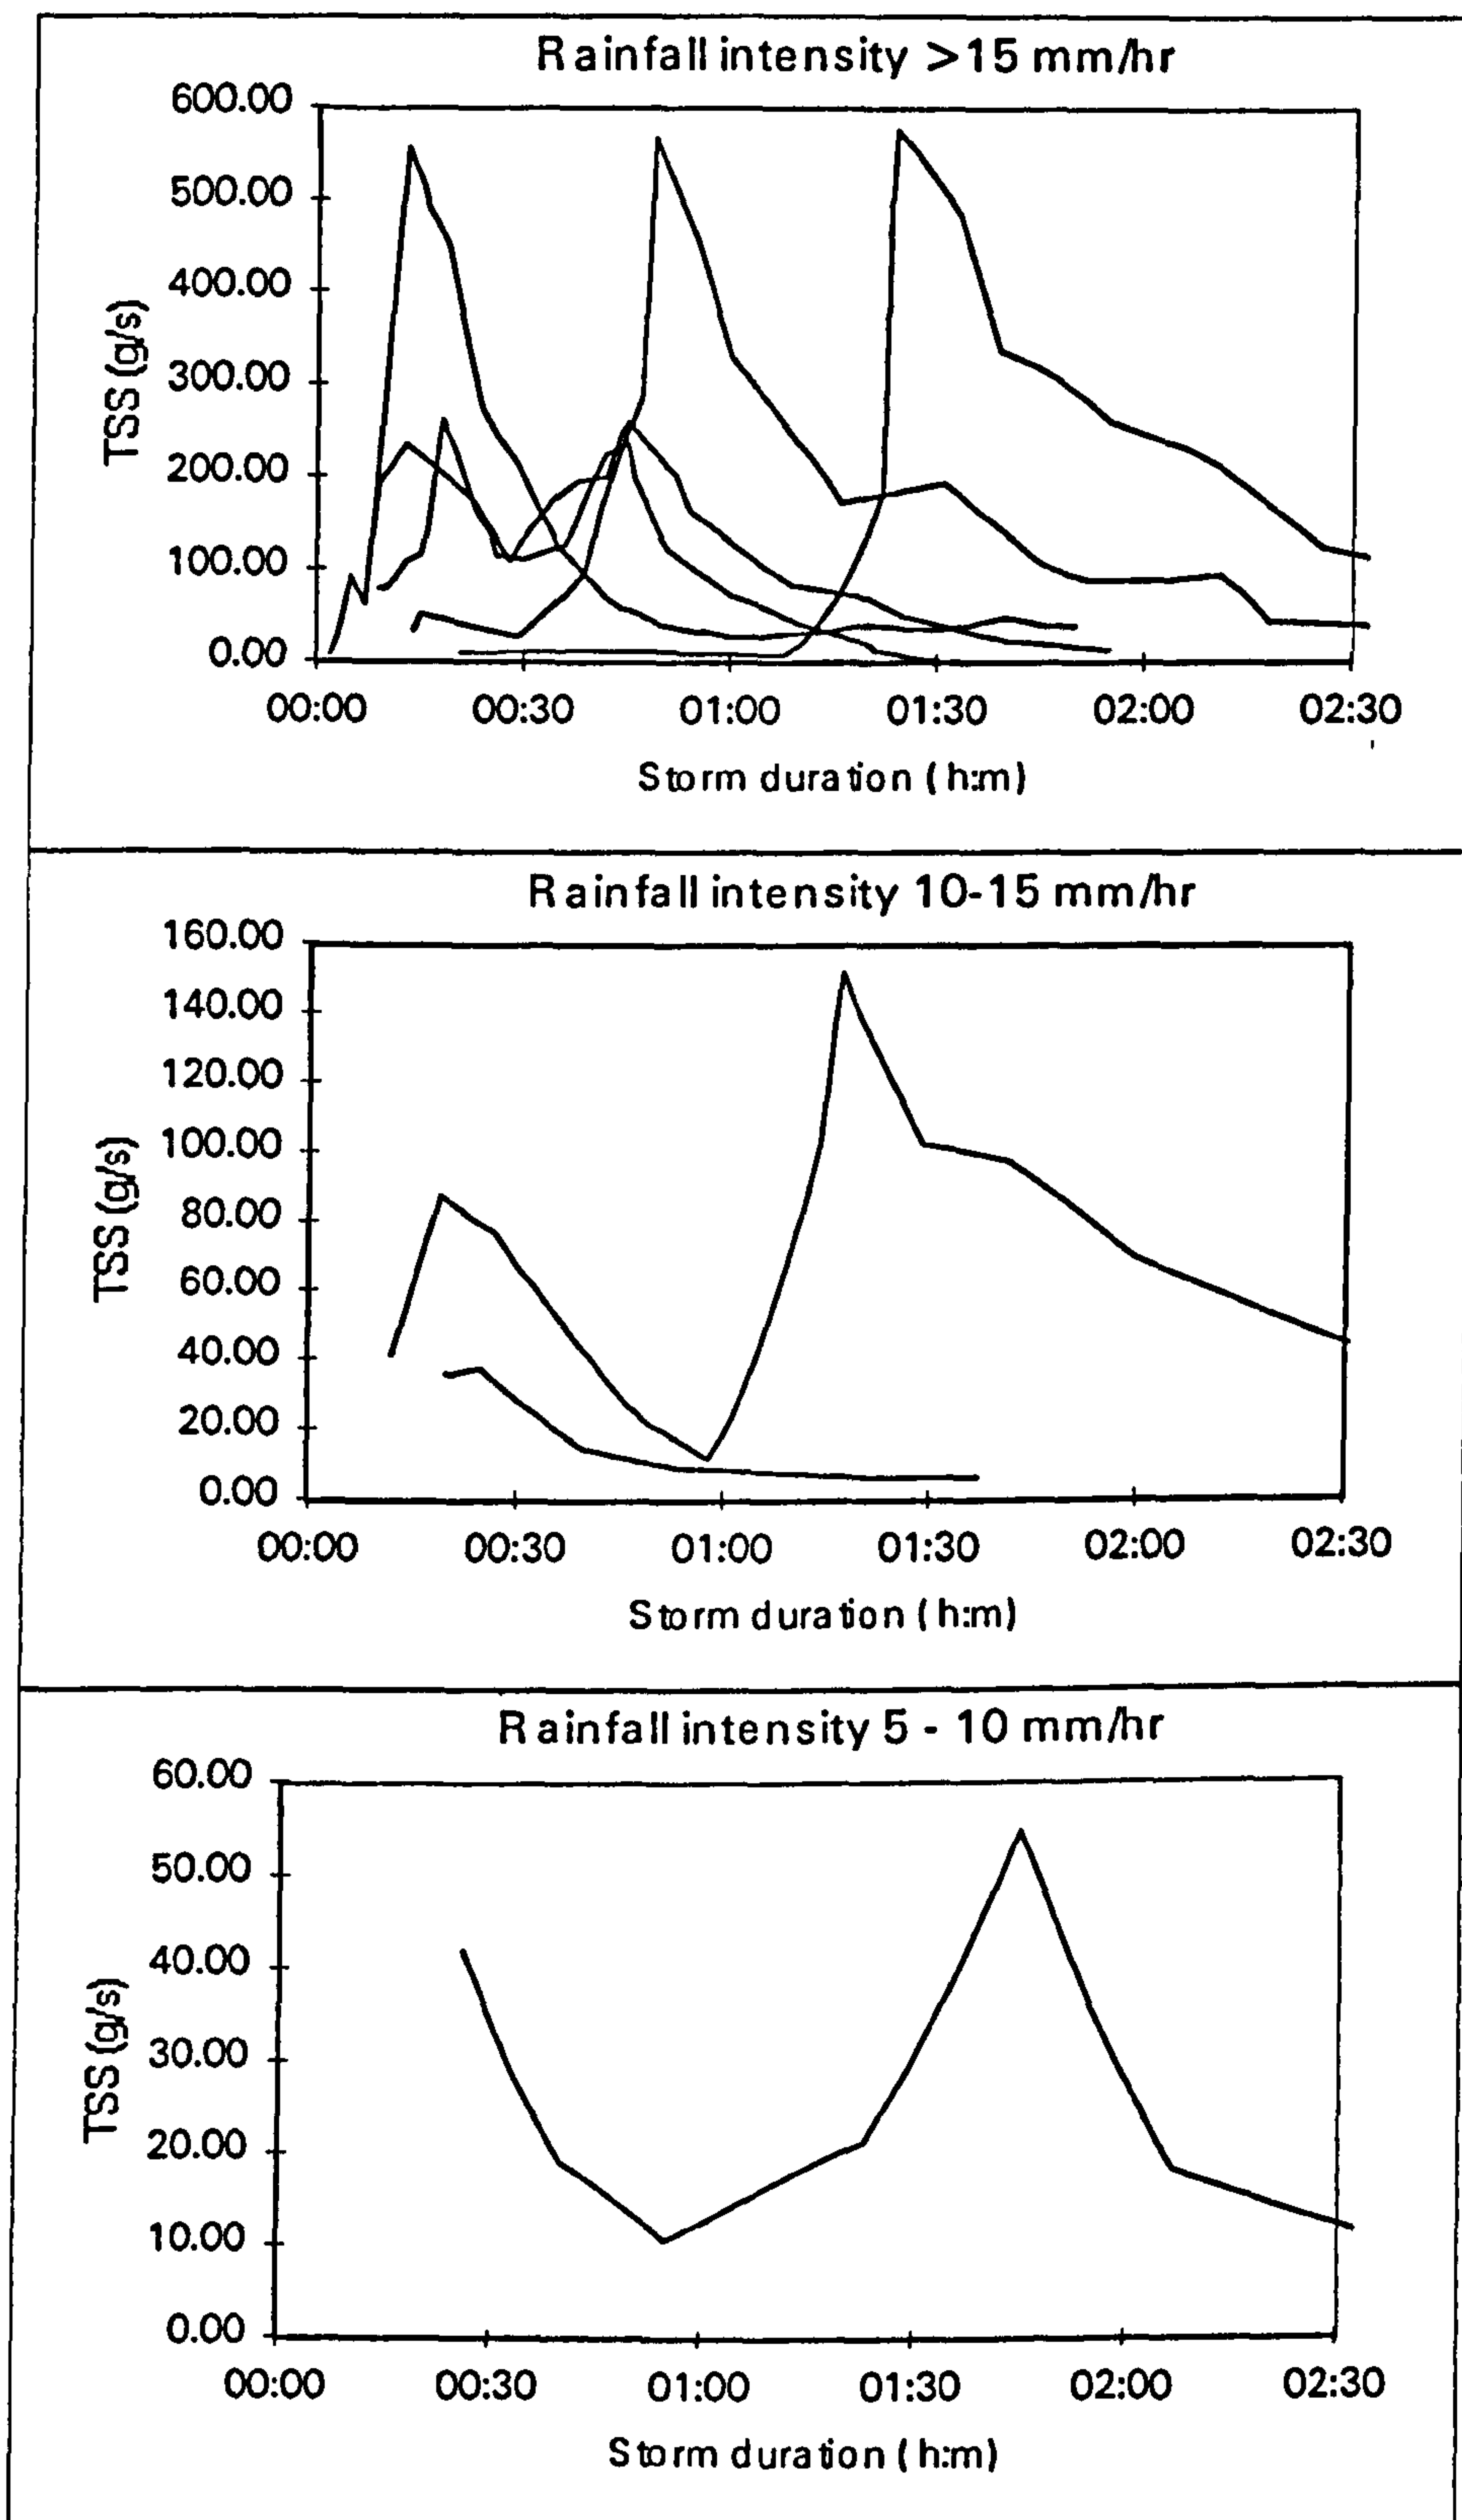 Rainfall intensity >15 mm/hr
600.00
500.00
400.00
300.00
200.00
100.00
0.00
TSS (g/s)
00:00 00:30 01:00 01:30 02:00 02:30
Storm duration (h:m)
Rainfall intensity 10-15 mm/hr
160.00
140.00
120.00
100.00
80.00
60.00
40.00
20.00
0.00
TSS (g/s)
00:00 00:30 01:00 01:30 02:00 02:30
Storm duration (h:m)
Rainfall intensity 5 - 10 mm/hr
60.00
50.00
40.00
30.00
20.00
10.00
0.00
TSS (g/s)
00:00 00:30 01:00 01:30 02:00 02:30
Storm duration (h:m)